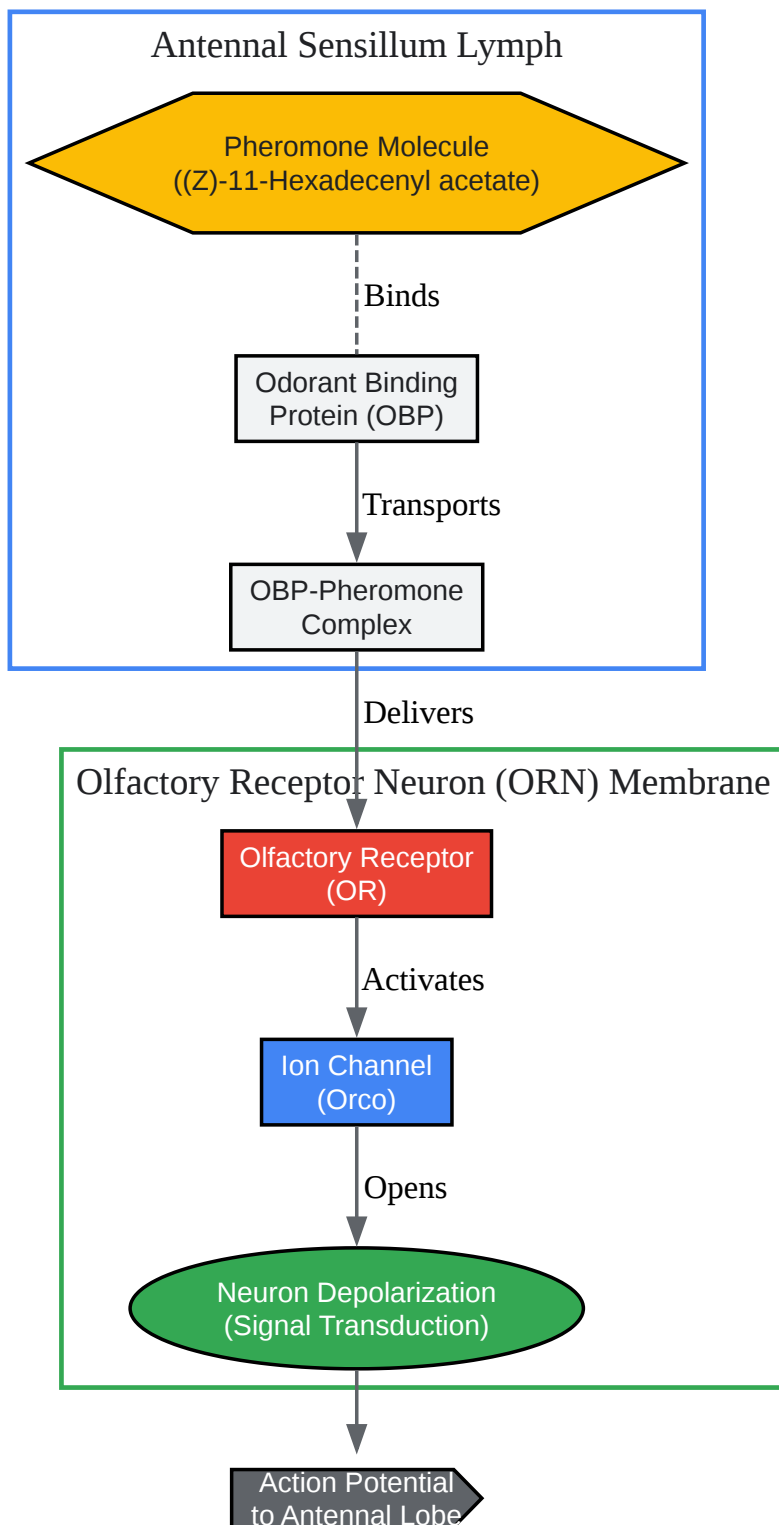 Antennal Sensillum Lymph
Pheromone Molecule
((Z)-11-Hexadecenyl acetate)
Binds
Odorant Binding
Protein (OBP)
Transports
OBP-Pheromone
Complex
Delivers
Olfactory Receptor Neuron (ORN) Membrane
Olfactory Receptor
(OR)
Activates
Ion Channel
(Orco)
Opens
Neuron Depolarization
(Signal Transduction)
Action Potential
to Antennal Lobe